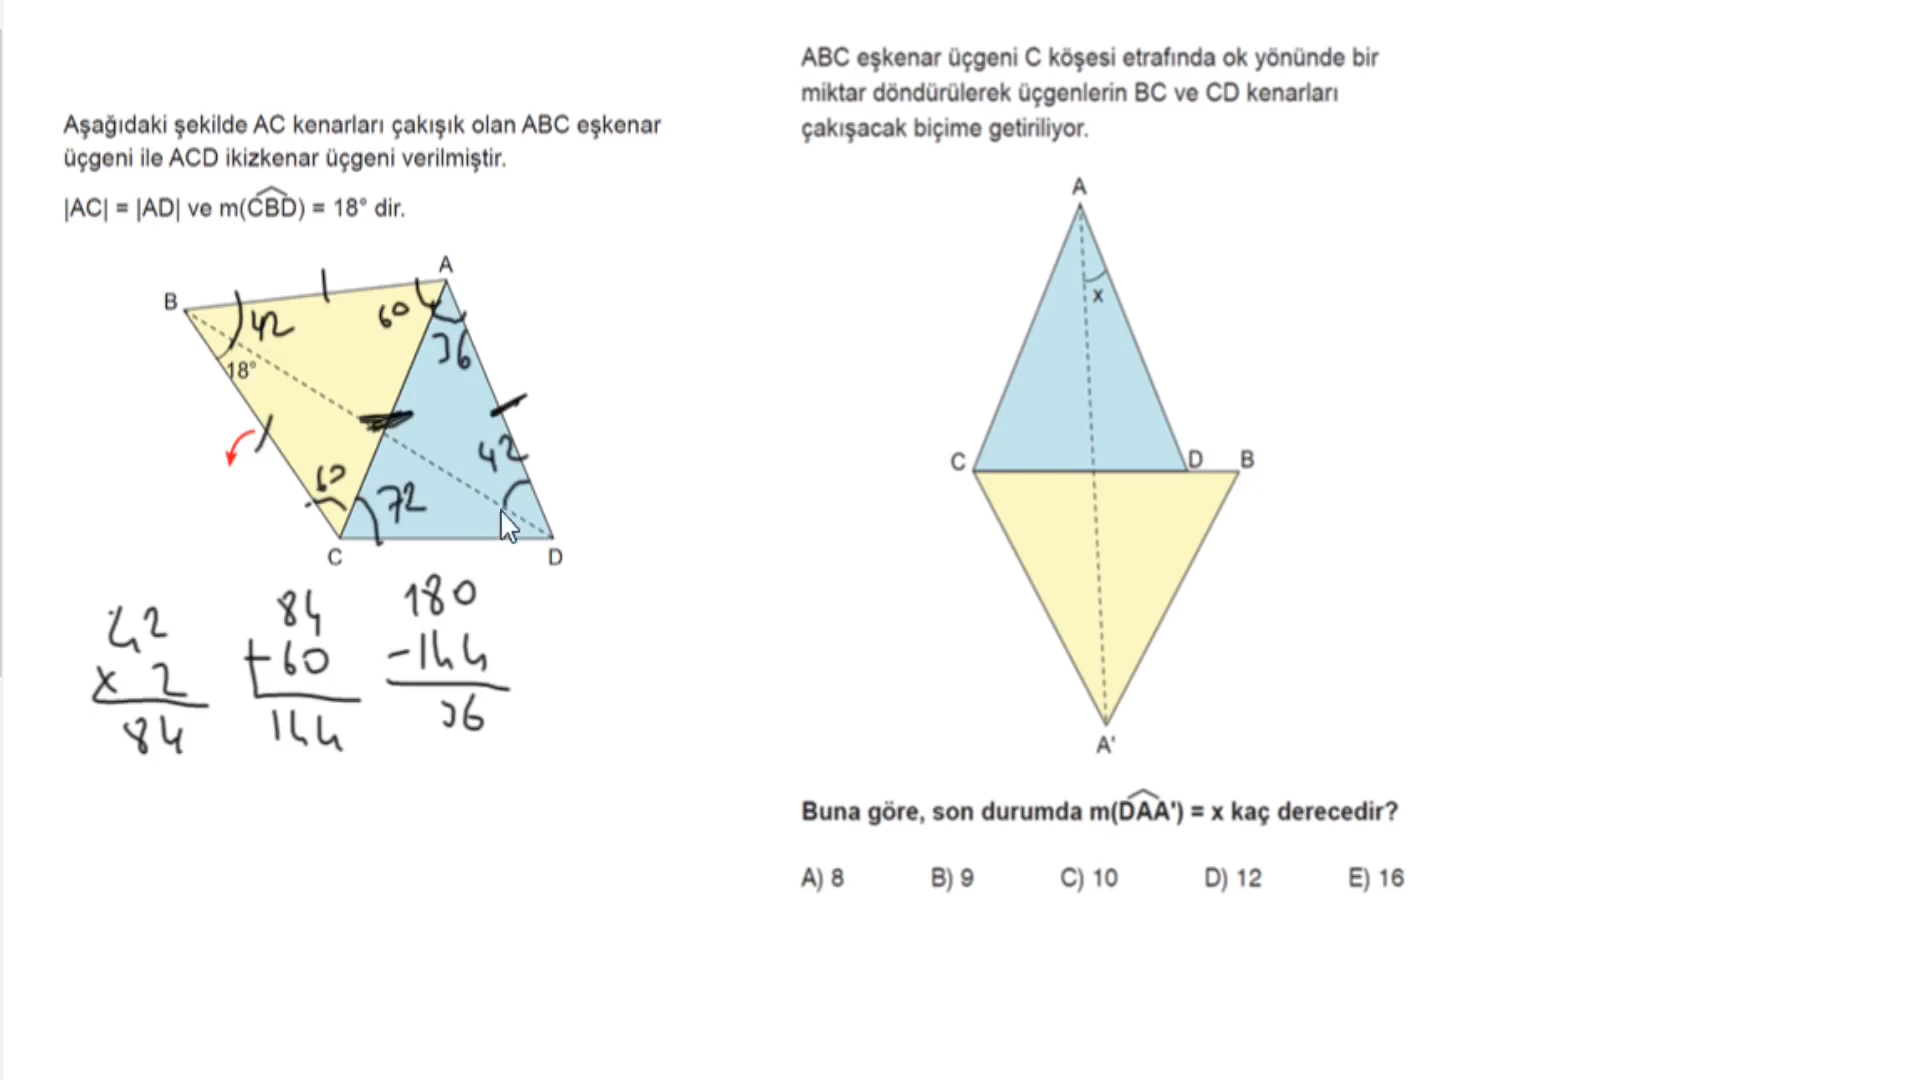 Aşağıdaki şekilde AC kenarları çakışık olan ABC eşkenar
üçgeni ile ACD ikizkenar üçgeni verilmiştir.
|AC| = |AD| ve m(CBD) = 18° dir.
A
B
60
42
36
18°
42
60
72
C
D
42
x 2
84
84
+60
144
180
-144
36
ABC eşkenar üçgeni C köşesi etrafında ok yönünde bir
miktar döndürülerek üçgenlerin BC ve CD kenarları
çakışacak biçime getiriliyor.
A
x
C
D
B
A'
Buna göre, son durumda m(DAA') = x kaç derecedir?
A) 8 B) 9 C) 10 D) 12 E) 16